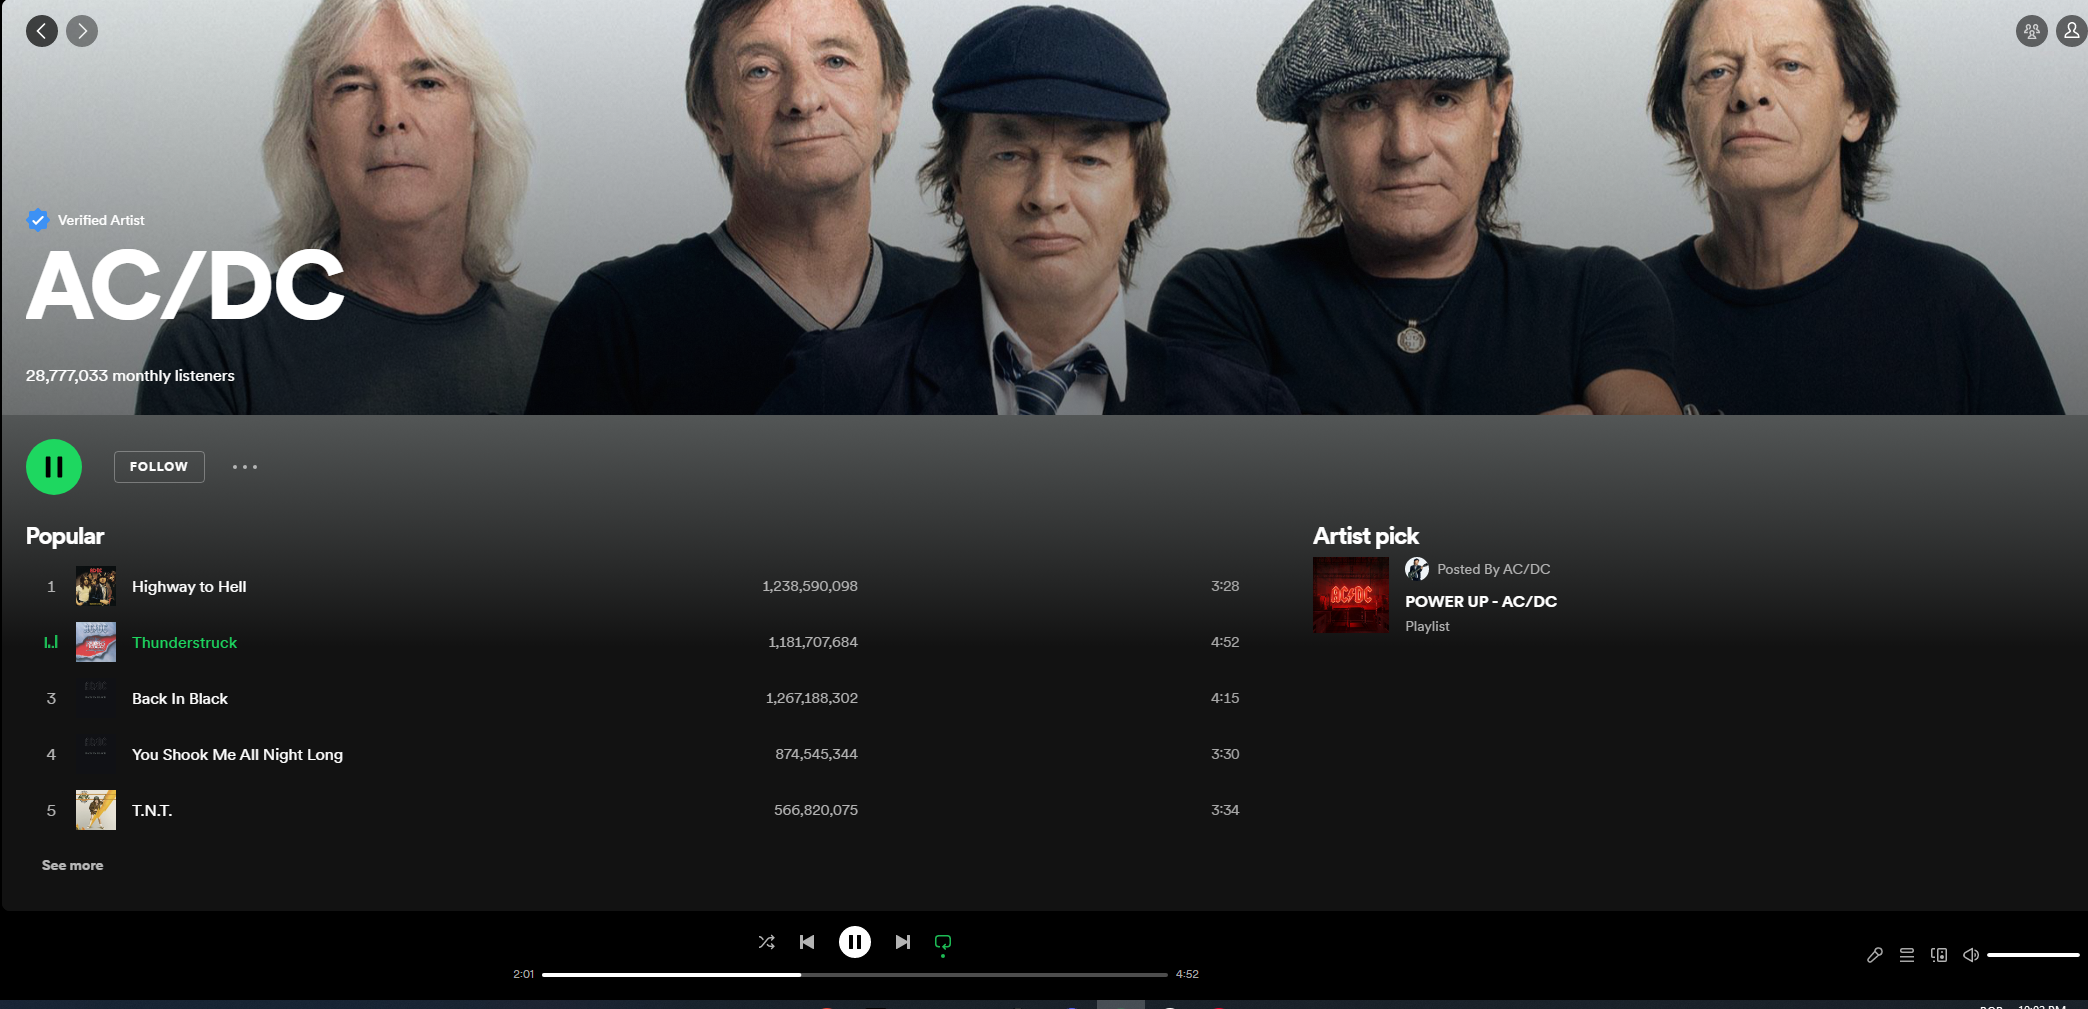 Verified Artist
AC/DC
28,777,033 monthly listeners
FOLLOW
Popular
1 Highway to Hell 1,238,590,098 3:28
Thunderstruck 1,181,707,684 4:52
3 Back In Black 1,267,188,302 4:15
4 You Shook Me All Night Long 874,545,344 3:30
5 T.N.T. 566,820,075 3:34
See more
Artist pick
Posted By AC/DC
POWER UP - AC/DC
Playlist
AC/DC
2:01 4:52